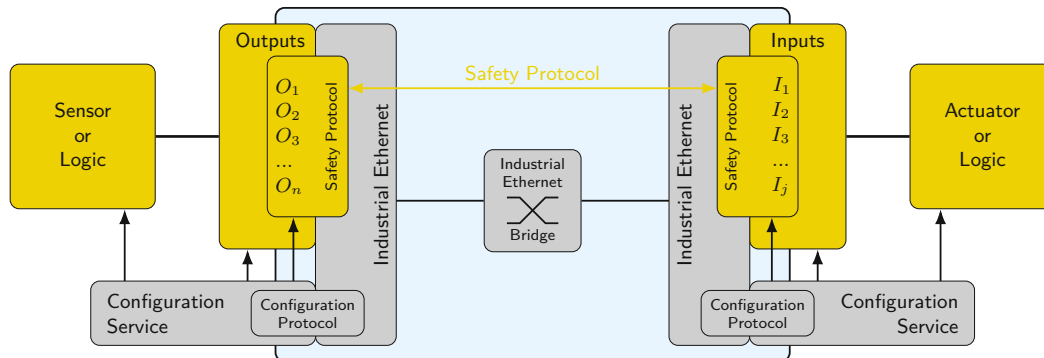 Outputs
Inputs
Safety Protocol
Sensor
or
Logic
O₁
O₂
O₃
...
Oₙ
Safety Protocol
Industrial Ethernet
Industrial
Ethernet
Bridge
Industrial Ethernet
Safety Protocol
I₁
I₂
I₃
...
Iⱼ
Actuator
or
Logic
Configuration
Service
Configuration
Protocol
Configuration
Protocol
Configuration
Service